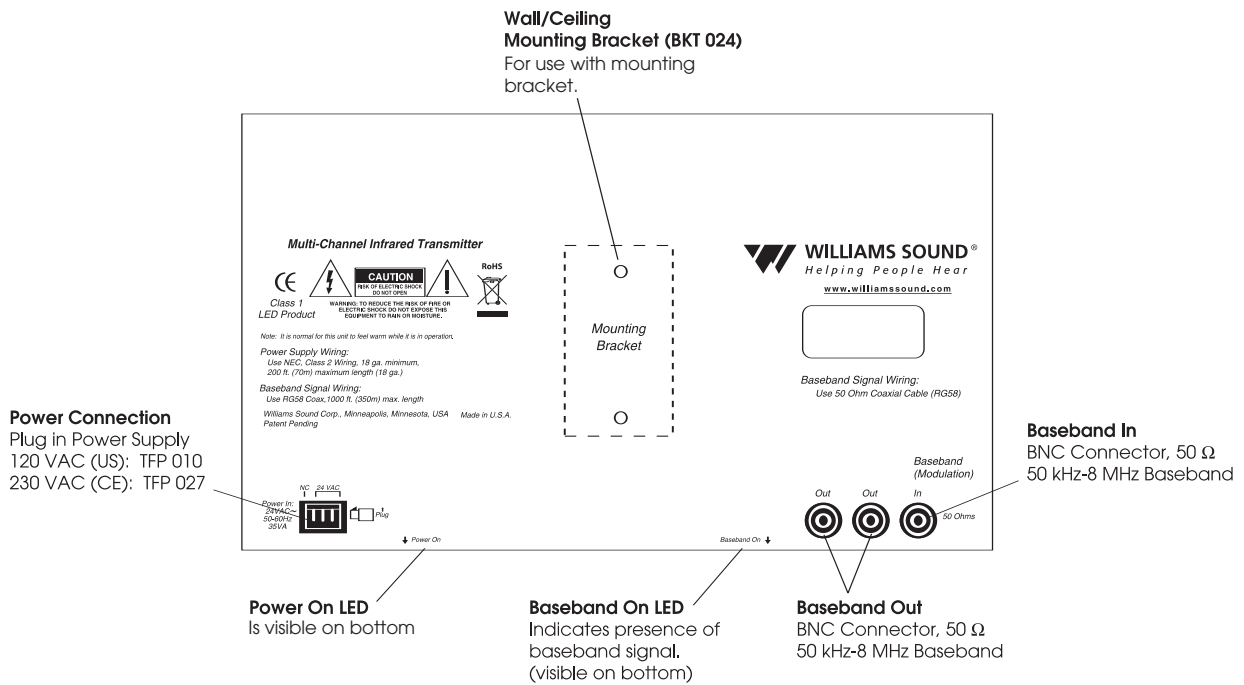 Wall/Ceiling
Mounting Bracket (BKT 024)
For use with mounting
bracket.
Multi-Channel Infrared Transmitter
CE
Class 1
LED Product
CAUTION
RISK OF ELECTRIC SHOCK
DO NOT OPEN
WARNING: TO REDUCE THE RISK OF FIRE OR
ELECTRIC SHOCK DO NOT EXPOSE THIS
EQUIPMENT TO RAIN OR MOISTURE.
RoHS
Note: It is normal for this unit to feel warm while it is in operation.
Power Supply Wiring:
Use NEC, Class 2 Wiring, 18 ga. minimum,
200 ft. (70m) maximum length (18 ga.)
Baseband Signal Wiring:
Use RG58 Coax,1000 ft. (350m) max. length
Williams Sound Corp., Minneapolis, Minnesota, USA Made in U.S.A.
Patent Pending
Mounting
Bracket
WILLIAMS SOUND®
Helping People Hear
www.williamssound.com
Baseband Signal Wiring:
Use 50 Ohm Coaxial Cable (RG58)
Power Connection
Plug in Power Supply
120 VAC (US): TFP 010
230 VAC (CE): TFP 027
NC 24 VAC
Power In:
24VAC~
50-60Hz
35VA
Plug
Power On
Baseband On
Baseband
(Modulation)
Out Out In
50 Ohms
Baseband In
BNC Connector, 50 Ω
50 kHz-8 MHz Baseband
Power On LED
Is visible on bottom
Baseband On LED
Indicates presence of
baseband signal.
(visible on bottom)
Baseband Out
BNC Connector, 50 Ω
50 kHz-8 MHz Baseband